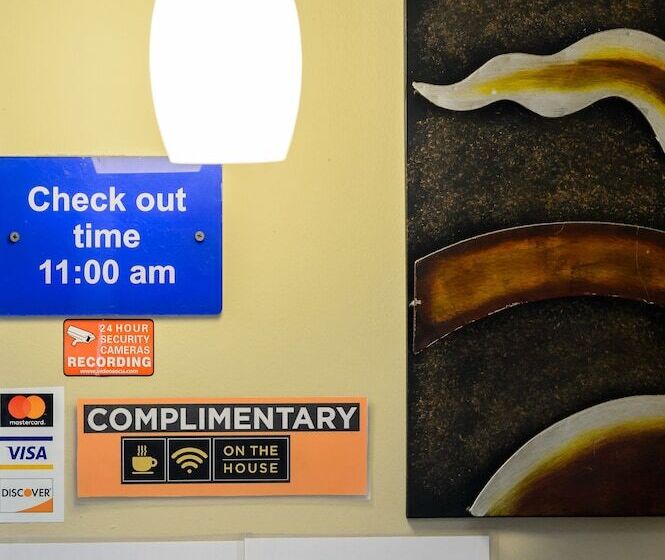 Check out
time
11:00 am
24 HOUR
SECURITY
CAMERAS
RECORDING
mastercard.
VISA
DISCOVER
COMPLIMENTARY
ON THE
HOUSE